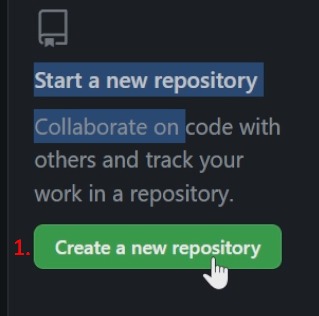 Start a new repository
Collaborate on code with
others and track your
work in a repository.
1. Create a new repository